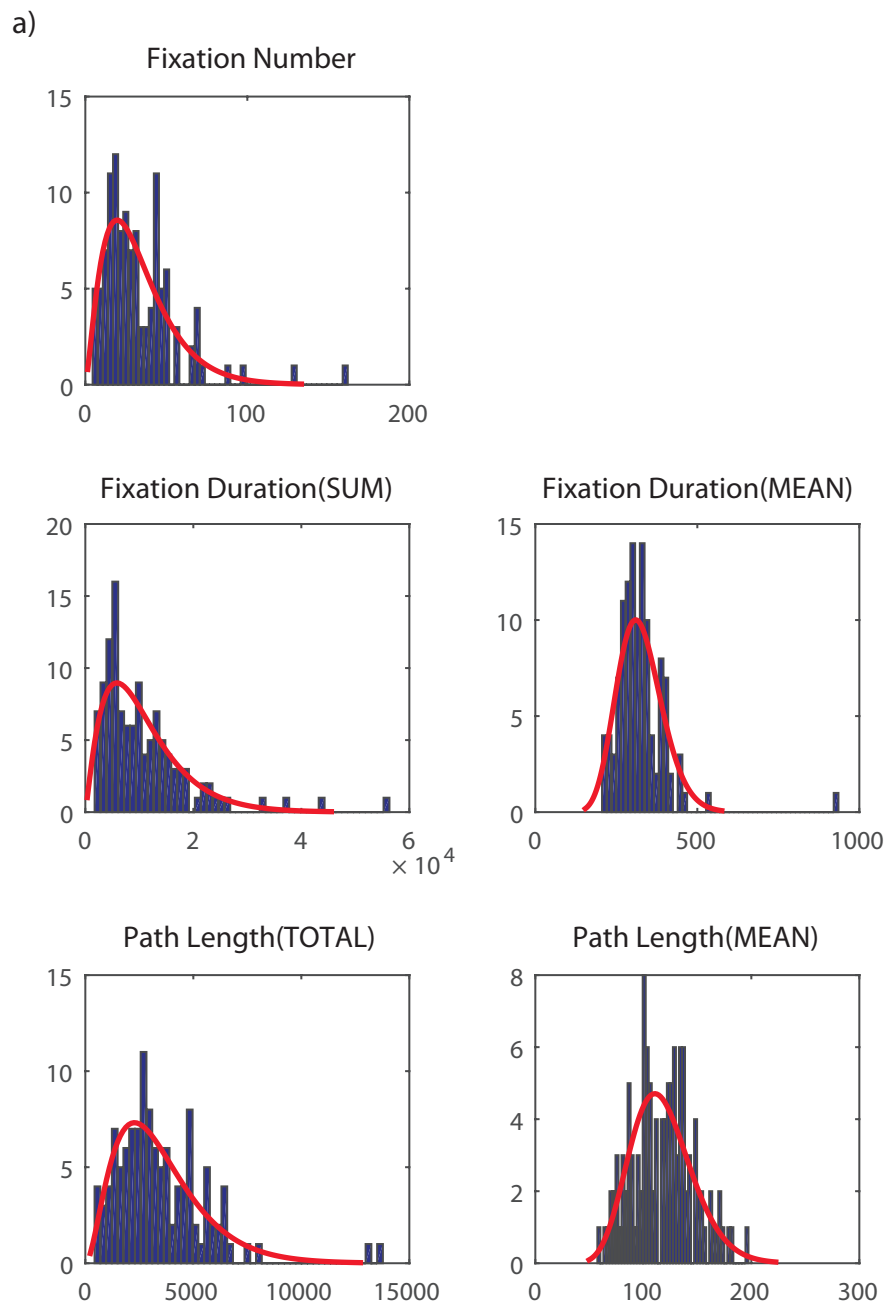 a)
Fixation Number
15
10
5
0
0 100 200
Fixation Duration(SUM)
20
15
10
5
0
0 2 4 6
× 10 4
Fixation Duration(MEAN)
15
10
5
0
0 500 1000
Path Length(TOTAL)
15
10
5
0
0 5000 10000 15000
Path Length(MEAN)
8
6
4
2
0
0 100 200 300